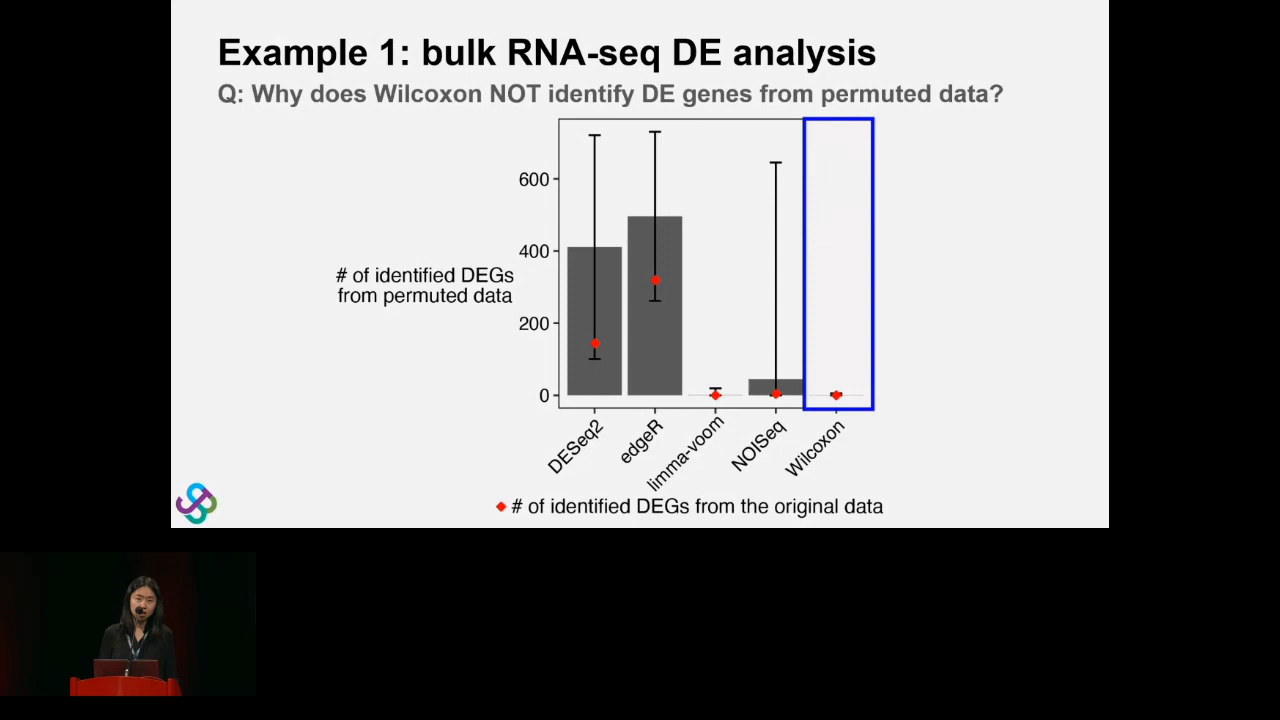 Example 1: bulk RNA-seq DE analysis
Q: Why does Wilcoxon NOT identify DE genes from permuted data?
# of identified DEGs
from permuted data
600
400
200
0
DESeq2
edgeR
limma-voom
NOISeq
Wilcoxon
# of identified DEGs from the original data